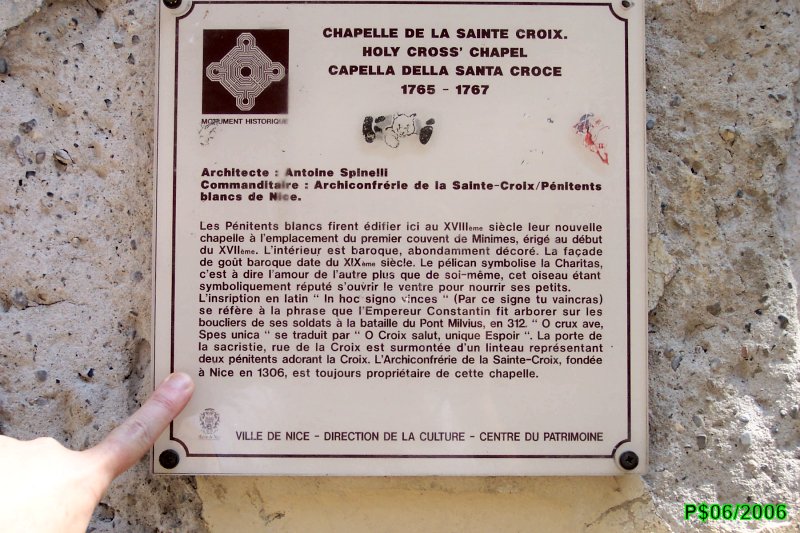 CHAPELLE DE LA SAINTE CROIX.
HOLY CROSS' CHAPEL
CAPELLA DELLA SANTA CROCE
1765 - 1767
MONUMENT HISTORIQUE
Architecte : Antoine Spinelli
Commanditaire : Archiconfrérie de la Sainte-Croix/Pénitents
blancs de Nice.
Les Pénitents blancs firent édifier ici au XVIIIème siècle leur nouvelle
chapelle à l'emplacement du premier couvent de Minimes, érigé au début
du XVIIème. L'intérieur est baroque, abondamment décoré. La façade
de goût baroque date du XIXème siècle. Le pélican symbolise la Charitas,
c'est à dire l'amour de l'autre plus que de soi-même, cet oiseau étant
symboliquement réputé s'ouvrir le ventre pour nourrir ses petits.
L'insription en latin " In hoc signo vinces " (Par ce signe tu vaincras)
se réfère à la phrase que l'Empereur Constantin fit arborer sur les
boucliers de ses soldats à la bataille du Pont Milvius, en 312. " O crux ave,
Spes unica " se traduit par " O Croix salut, unique Espoir ". La porte de
la sacristie, rue de la Croix est surmontée d'un linteau représentant
deux pénitents adorant la Croix. L'Archiconfrérie de la Sainte-Croix, fondée
à Nice en 1306, est toujours propriétaire de cette chapelle.
VILLE DE NICE - DIRECTION DE LA CULTURE - CENTRE DU PATRIMOINE
P$06/2006